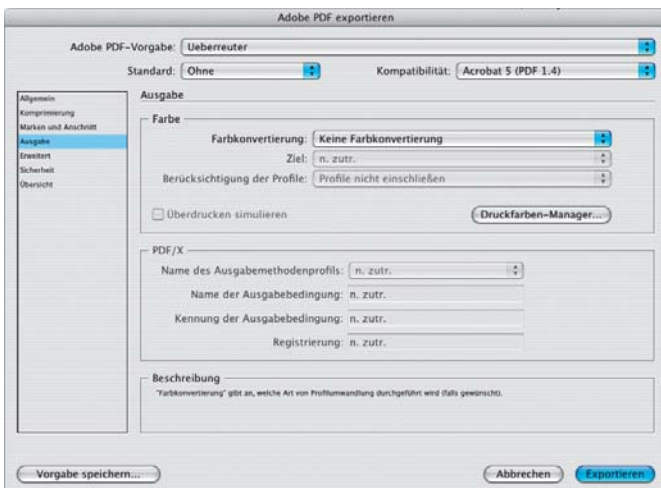 Adobe PDF exportieren
Adobe PDF-Vorgabe: Ueberreuter
Standard: Ohne Kompatibilität: Acrobat 5 (PDF 1.4)
Allgemein
Komprimierung
Marken und Anschnitt
Ausgabe
Erweitert
Sicherheit
Übersicht
Ausgabe
Farbe
Farbkonvertierung: Keine Farbkonvertierung
Ziel: n. zutr.
Berücksichtigung der Profile: Profile nicht einschließen
Überdrucken simulieren Druckfarben-Manager...
PDF/X
Name des Ausgabemethodenprofils: n. zutr.
Name der Ausgabebedingung: n. zutr.
Kennung der Ausgabebedingung: n. zutr.
Registrierung: n. zutr.
Beschreibung
"Farbkonvertierung" gibt an, welche Art von Profilumwandlung durchgeführt wird (falls gewünscht).
Vorgabe speichern... Abbrechen Exportieren